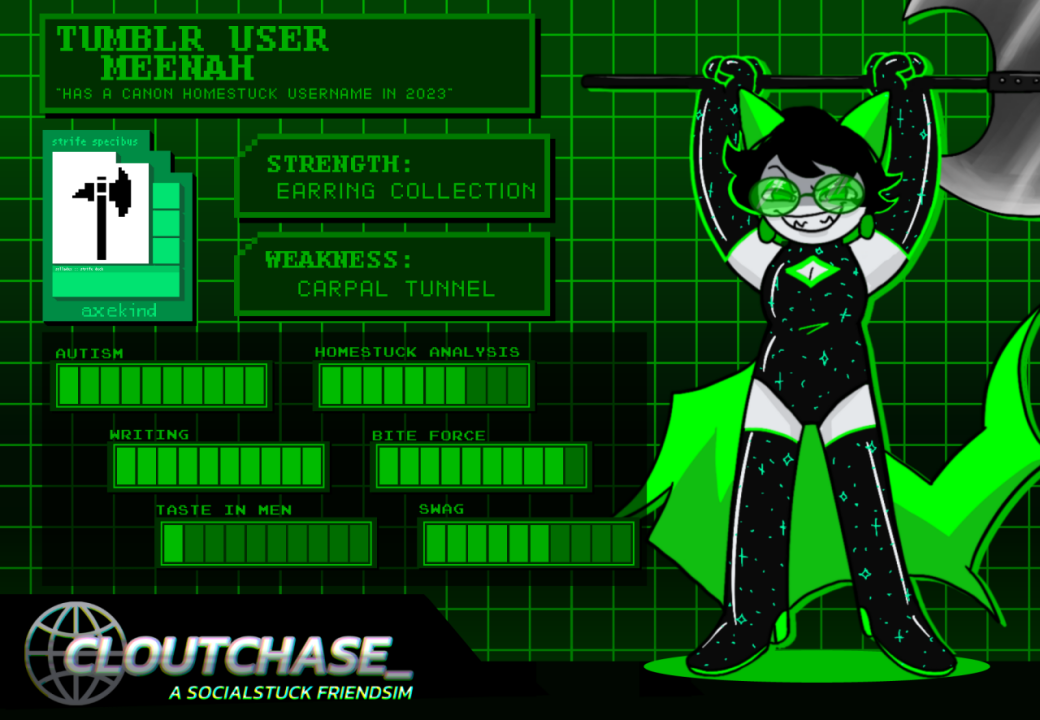 TUMBLR USER
MEENAH
"HAS A CANON HOMESTUCK USERNAME IN 2023"
strife specibus
axekind
STRENGTH:
EARRING COLLECTION
WEAKNESS:
CARPAL TUNNEL
AUTISM
HOMESTUCK ANALYSIS
WRITING
BITE FORCE
TASTE IN MEN
SWAG
CLOUTCHASE_
A SOCIALSTUCK FRIENDSIM